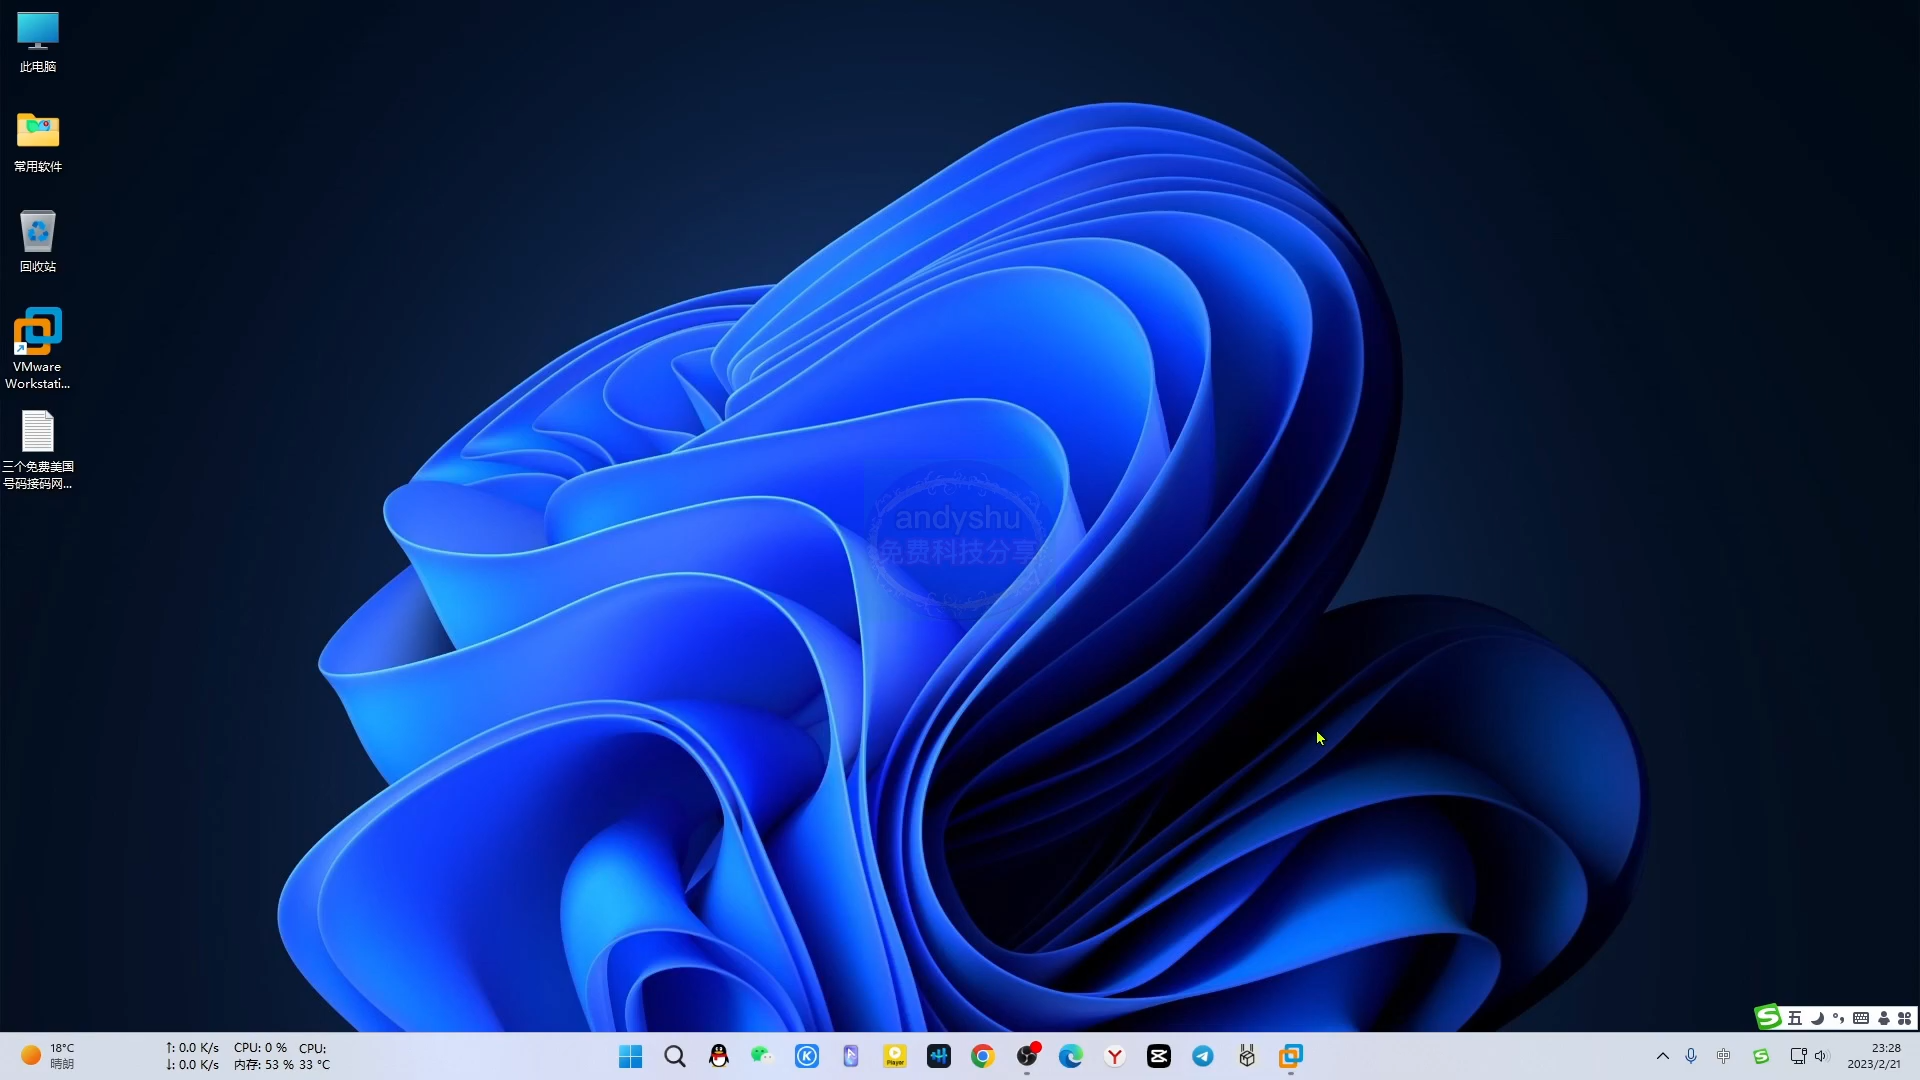 此电脑
常用软件
回收站
VMware
Workstati...
三个免费美国
号码接码网...
andyshu
免费科技分享
五
18°C
晴朗
↑: 0.0 K/s
↓: 0.0 K/s
CPU: 0 %
内存: 53 %
CPU:
33 °C
Player
中
23:28
2023/2/21